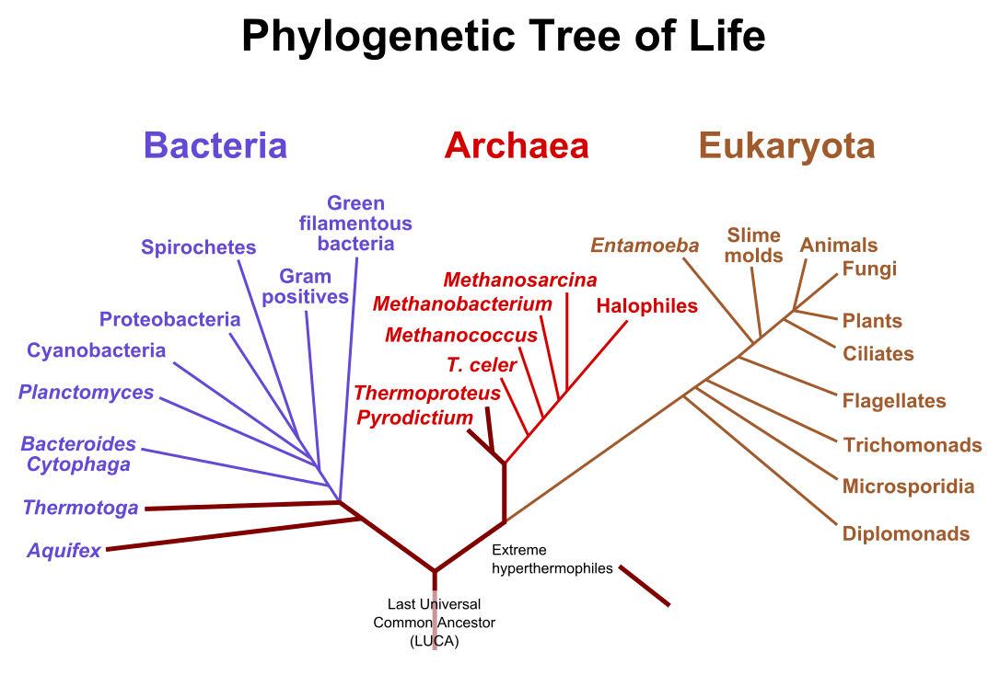 Phylogenetic Tree of Life
Bacteria
Archaea
Eukaryota
Green
filamentous
bacteria
Spirochetes
Gram
positives
Proteobacteria
Cyanobacteria
Planctomyces
Bacteroides
Cytophaga
Thermotoga
Aquifex
Methanosarcina
Methanobacterium
Halophiles
Methanococcus
T. celer
Thermoproteus
Pyrodictium
Entamoeba
Slime
molds
Animals
Fungi
Plants
Ciliates
Flagellates
Trichomonads
Microsporidia
Diplomonads
Extreme
hyperthermophiles
Last Universal
Common Ancestor
(LUCA)